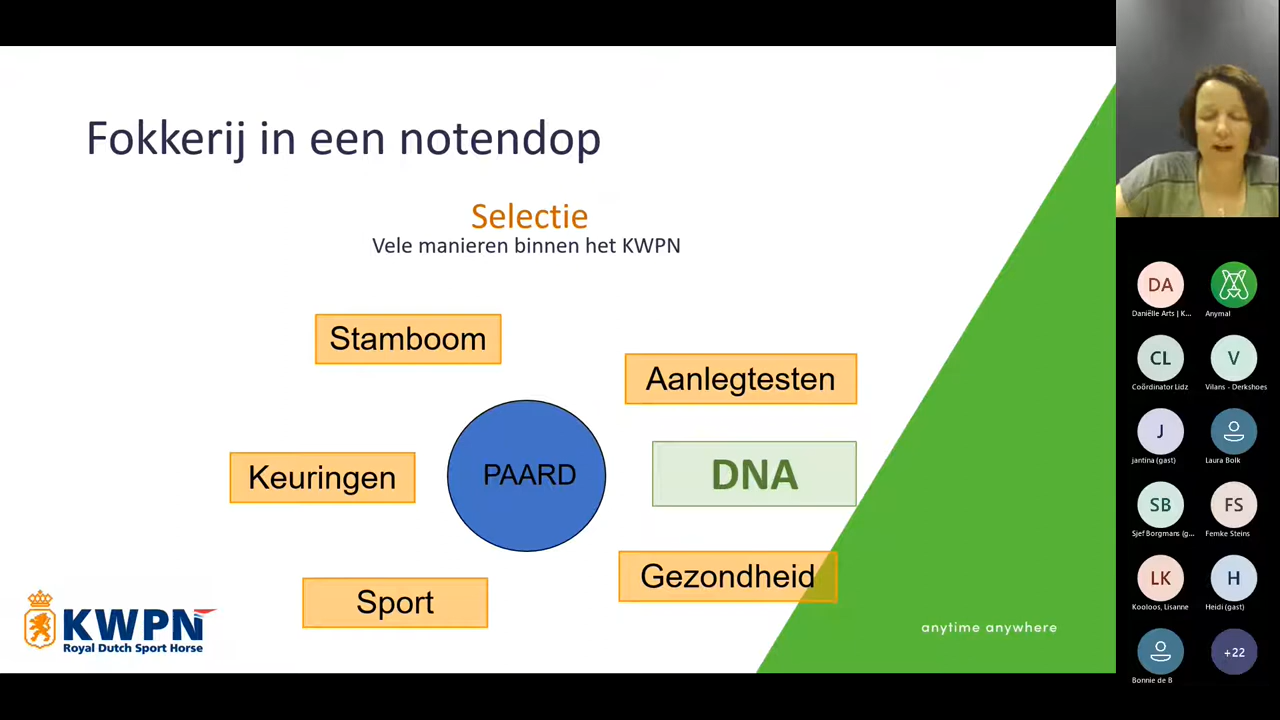 Fokkerij in een notendop
Selectie
Vele manieren binnen het KWPN
Stamboom
Aanlegtesten
Keuringen
PAARD
DNA
Gezondheid
Sport
KWPN
Royal Dutch Sport Horse
anytime anywhere
DA
Daniëlle Arts | K...
Anymal
CL
Coördinator Lidz
V
Vilans - Derkshoes
J
jantina (gast)
Laura Bolk
SB
Sjef Borgmans (g...
FS
Femke Steins
LK
Kooloos, Lisanne
H
Heidi (gast)
Bonnie de B
+22